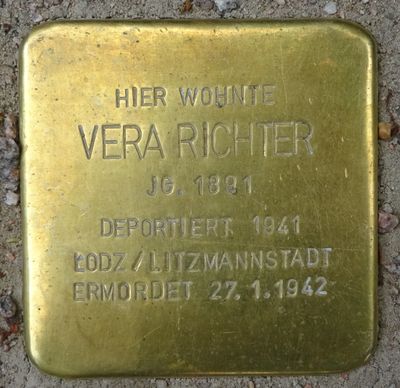 HIER WOHNTE
VERA RICHTER
JG. 1891
DEPORTIERT 1941
ŁODZ/LITZMANNSTADT
ERMORDET 27.1.1942